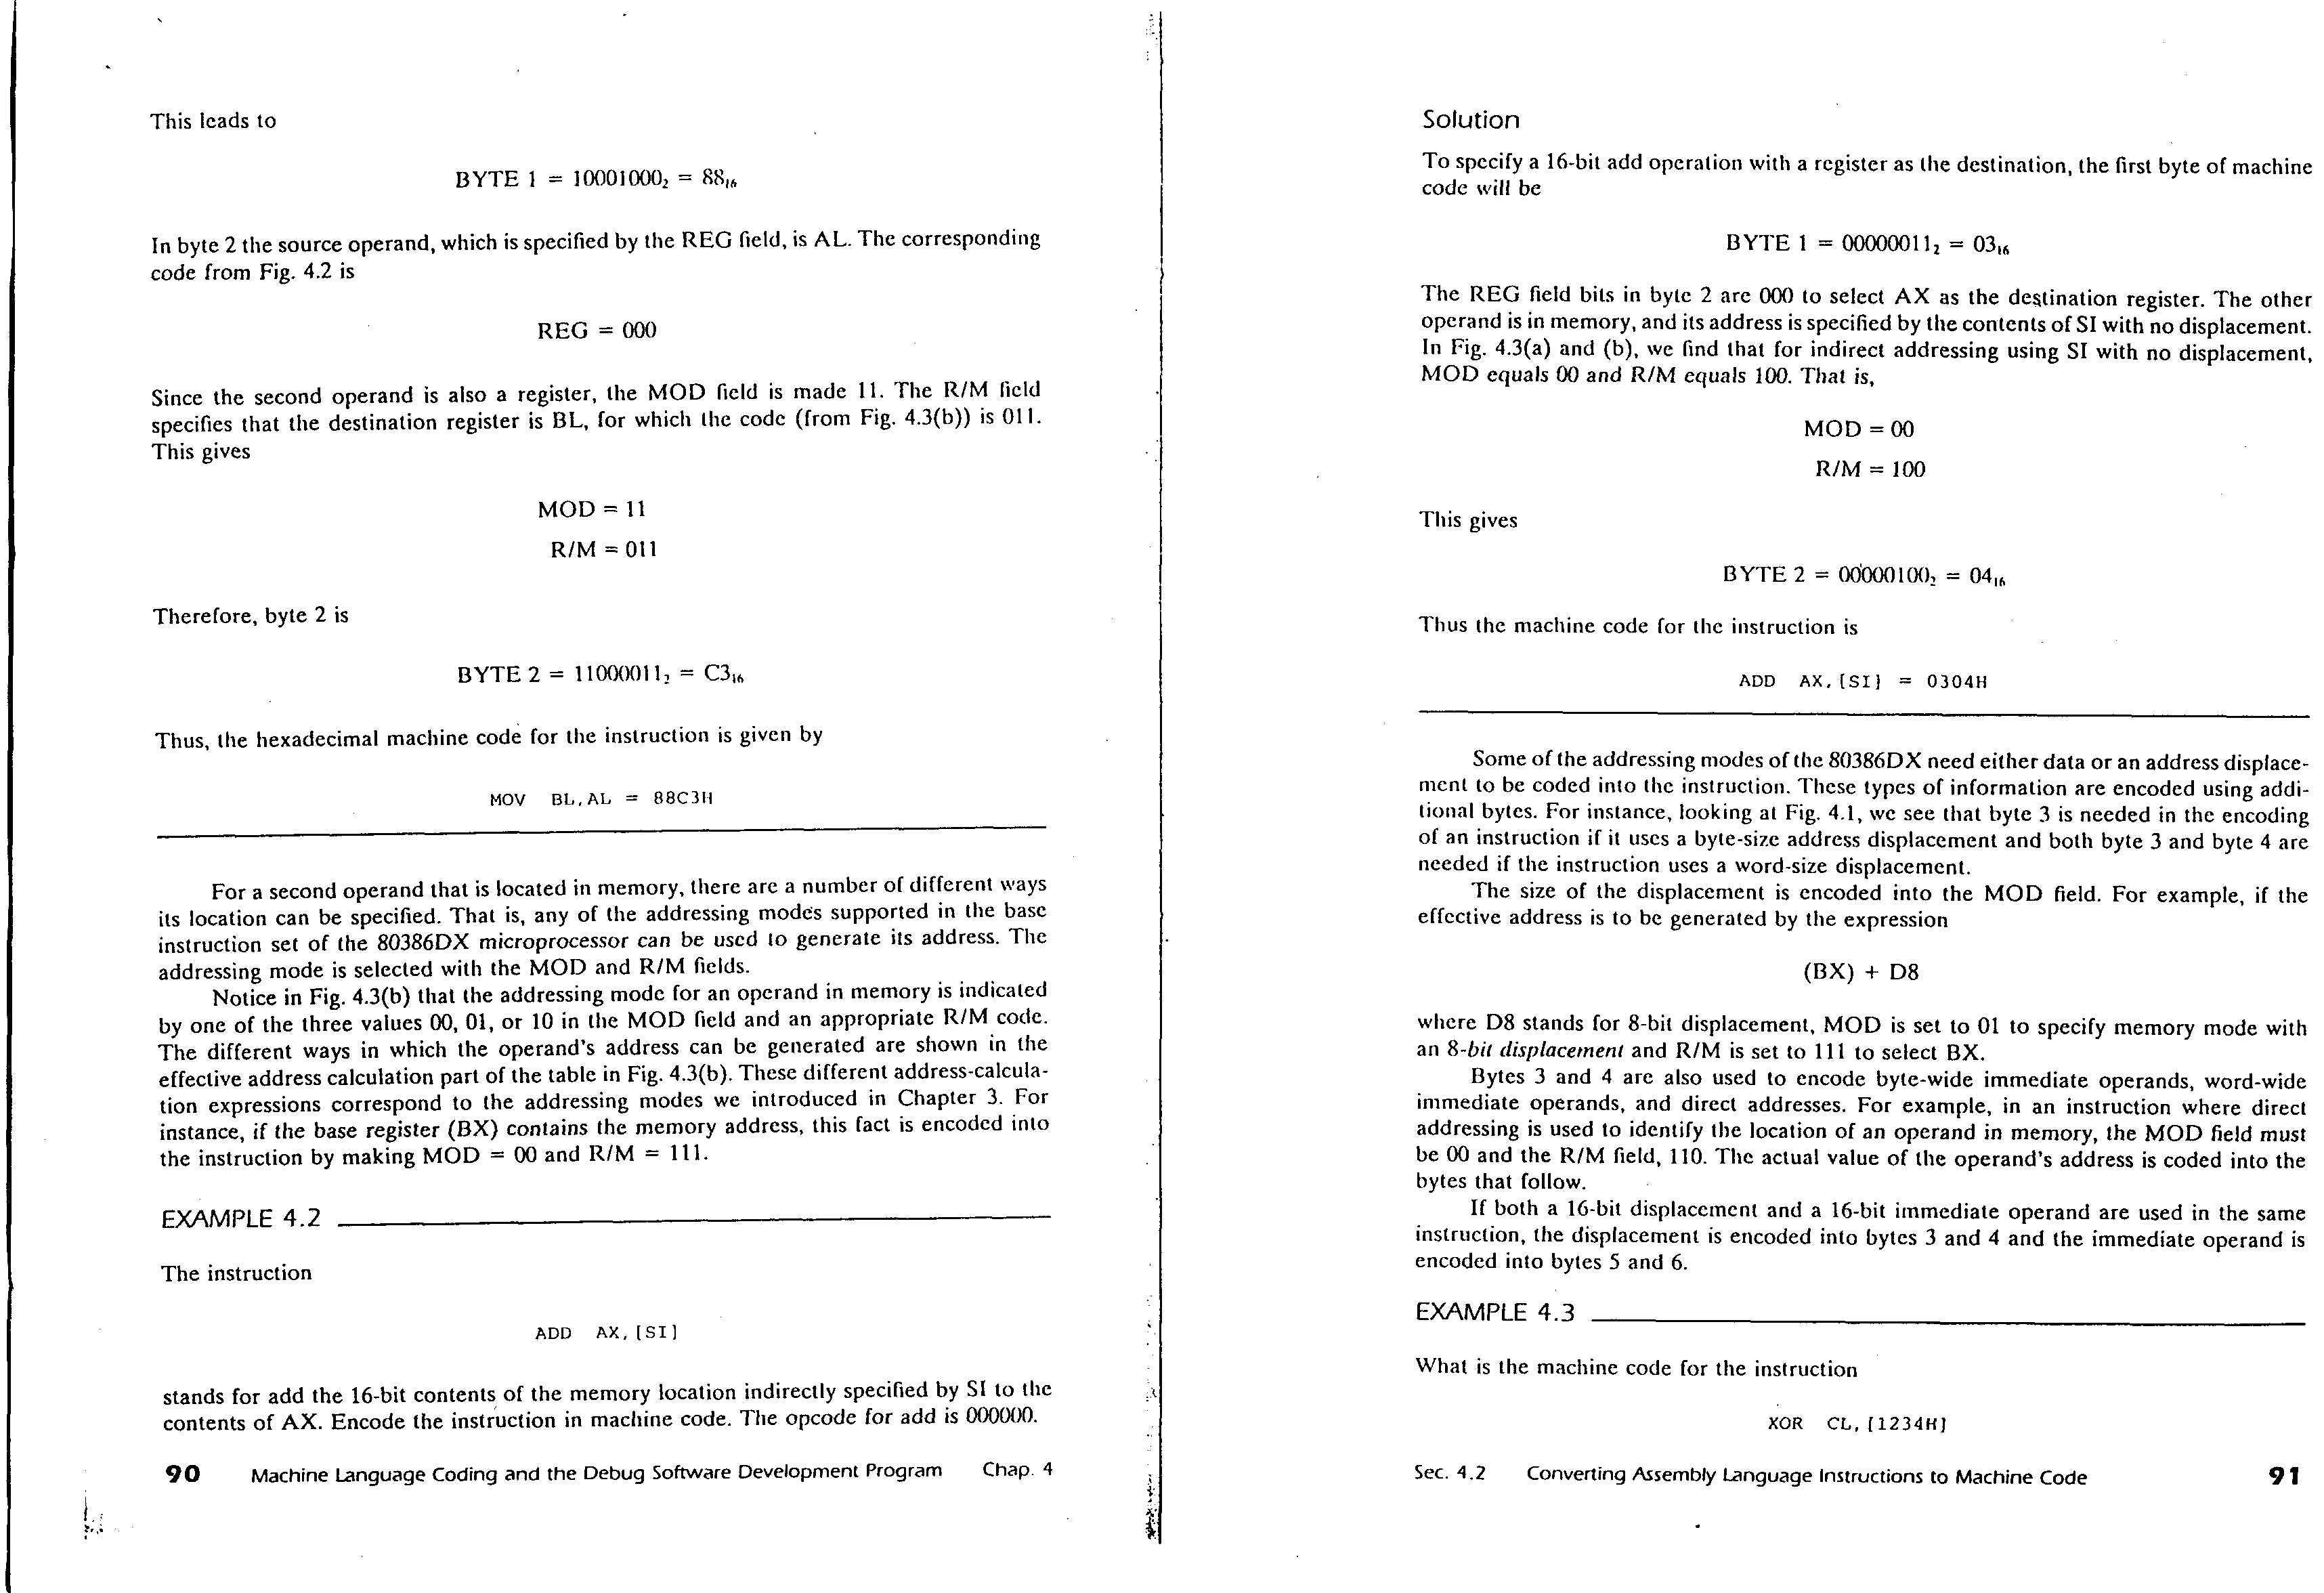 This leads to
BYTE 1 = 10001000₂ = 88₁₆
In byte 2 the source operand, which is specified by the REG field, is AL. The corresponding
code from Fig. 4.2 is
REG = 000
Since the second operand is also a register, the MOD field is made 11. The R/M field
specifies that the destination register is BL, for which the code (from Fig. 4.3(b)) is 011.
This gives
MOD = 11
R/M = 011
Therefore, byte 2 is
BYTE 2 = 11000011₂ = C3₁₆
Thus, the hexadecimal machine code for the instruction is given by
MOV BL,AL = 88C3H
For a second operand that is located in memory, there are a number of different ways
its location can be specified. That is, any of the addressing modes supported in the base
instruction set of the 80386DX microprocessor can be used to generate its address. The
addressing mode is selected with the MOD and R/M fields.
Notice in Fig. 4.3(b) that the addressing mode for an operand in memory is indicated
by one of the three values 00, 01, or 10 in the MOD field and an appropriate R/M code.
The different ways in which the operand's address can be generated are shown in the
effective address calculation part of the table in Fig. 4.3(b). These different address-calcula-
tion expressions correspond to the addressing modes we introduced in Chapter 3. For
instance, if the base register (BX) contains the memory address, this fact is encoded into
the instruction by making MOD = 00 and R/M = 111.
EXAMPLE 4.2
The instruction
ADD AX,[SI]
stands for add the 16-bit contents of the memory location indirectly specified by SI to the
contents of AX. Encode the instruction in machine code. The opcode for add is 000000.
90 Machine Language Coding and the Debug Software Development Program Chap. 4
Solution
To specify a 16-bit add operation with a register as the destination, the first byte of machine
code will be
BYTE 1 = 00000011₂ = 03₁₆
The REG field bits in byte 2 are 000 to select AX as the destination register. The other
operand is in memory, and its address is specified by the contents of SI with no displacement.
In Fig. 4.3(a) and (b), we find that for indirect addressing using SI with no displacement,
MOD equals 00 and R/M equals 100. That is,
MOD = 00
R/M = 100
This gives
BYTE 2 = 00000100₂ = 04₁₆
Thus the machine code for the instruction is
ADD AX,[SI] = 0304H
Some of the addressing modes of the 80386DX need either data or an address displace-
ment to be coded into the instruction. These types of information are encoded using addi-
tional bytes. For instance, looking at Fig. 4.1, we see that byte 3 is needed in the encoding
of an instruction if it uses a byte-size address displacement and both byte 3 and byte 4 are
needed if the instruction uses a word-size displacement.
The size of the displacement is encoded into the MOD field. For example, if the
effective address is to be generated by the expression
(BX) + D8
where D8 stands for 8-bit displacement, MOD is set to 01 to specify memory mode with
an 8-bit displacement and R/M is set to 111 to select BX.
Bytes 3 and 4 are also used to encode byte-wide immediate operands, word-wide
immediate operands, and direct addresses. For example, in an instruction where direct
addressing is used to identify the location of an operand in memory, the MOD field must
be 00 and the R/M field, 110. The actual value of the operand's address is coded into the
bytes that follow.
If both a 16-bit displacement and a 16-bit immediate operand are used in the same
instruction, the displacement is encoded into bytes 3 and 4 and the immediate operand is
encoded into bytes 5 and 6.
EXAMPLE 4.3
What is the machine code for the instruction
XOR CL,[1234H]
Sec. 4.2 Converting Assembly Language Instructions to Machine Code 91